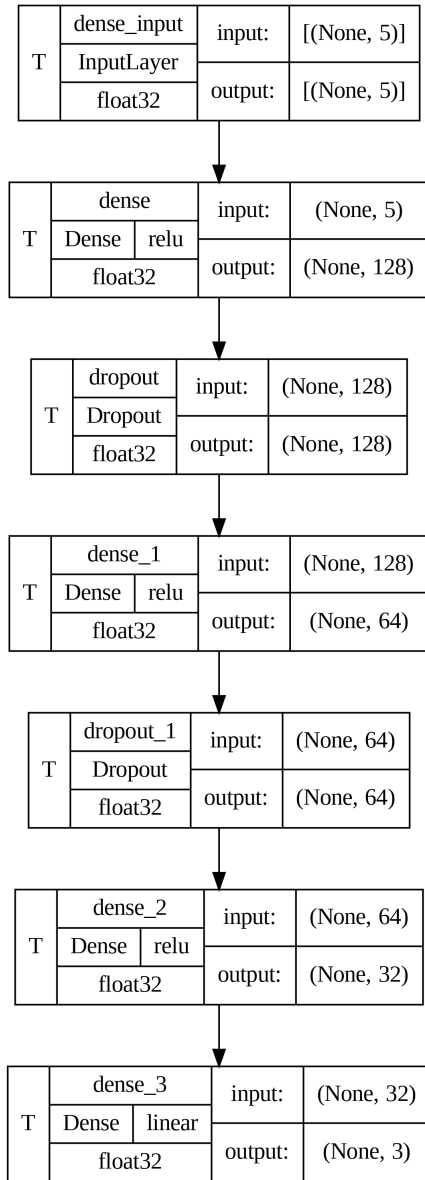 T dense_input InputLayer float32 input: [(None, 5)] output: [(None, 5)]
T dense Dense relu float32 input: (None, 5) output: (None, 128)
T dropout Dropout float32 input: (None, 128) output: (None, 128)
T dense_1 Dense relu float32 input: (None, 128) output: (None, 64)
T dropout_1 Dropout float32 input: (None, 64) output: (None, 64)
T dense_2 Dense relu float32 input: (None, 64) output: (None, 32)
T dense_3 Dense linear float32 input: (None, 32) output: (None, 3)